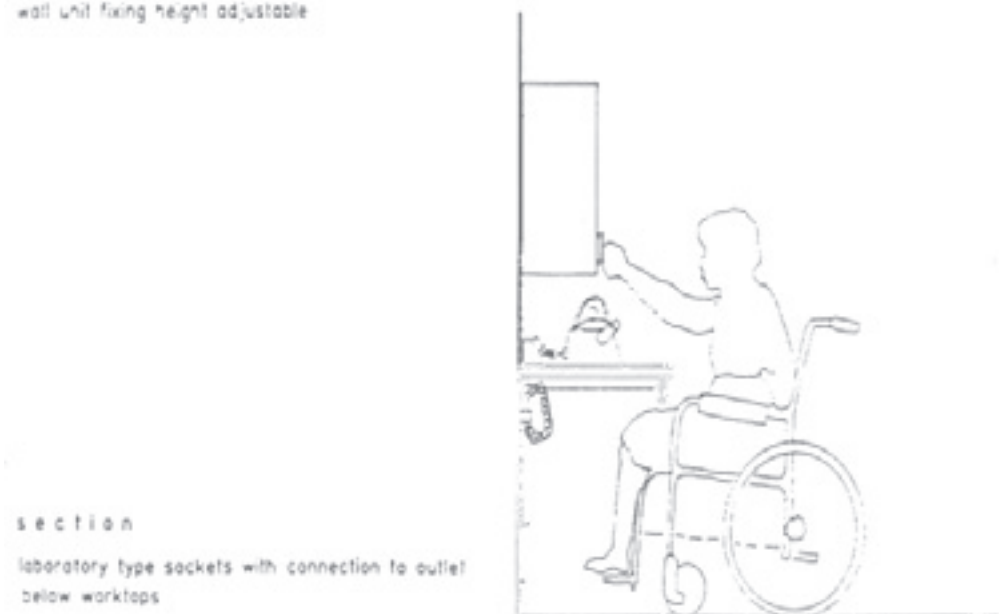 wall unit fixing height adjustable
section
laboratory type sockets with connection to outlet
below worktops